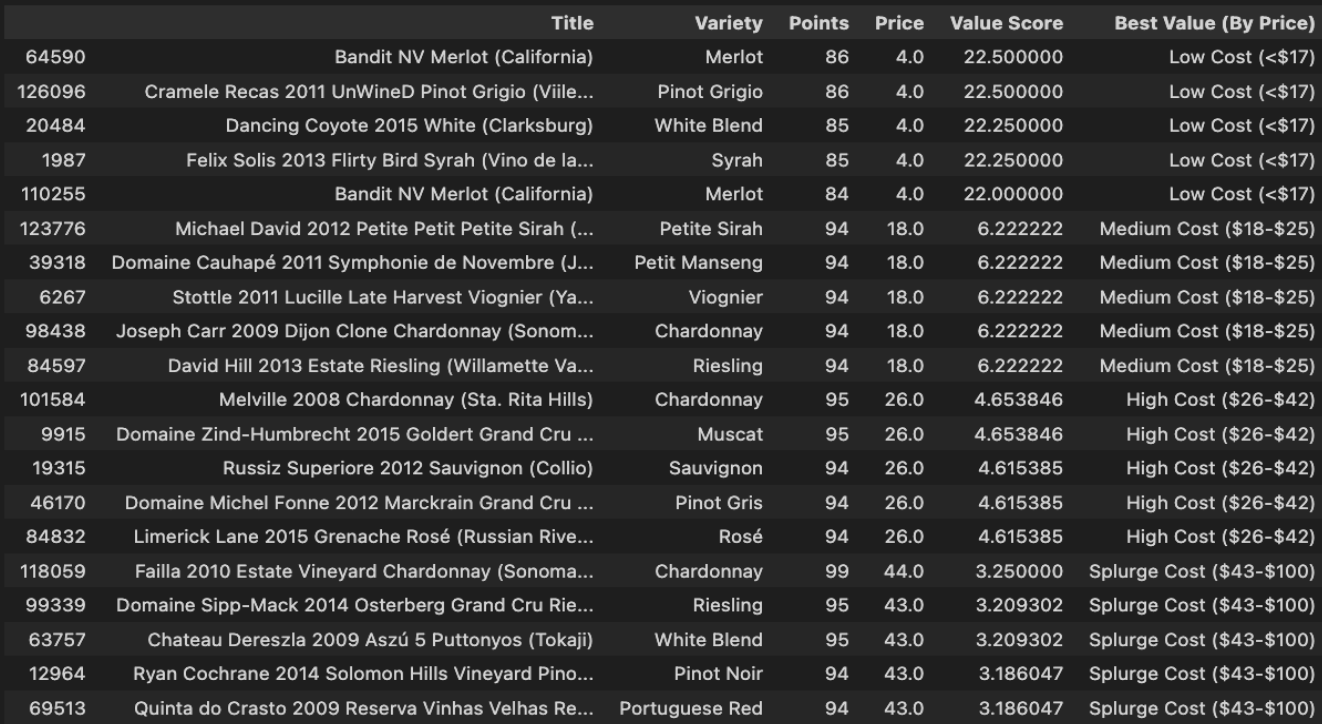 Title Variety Points Price Value Score Best Value (By Price)
64590 Bandit NV Merlot (California) Merlot 86 4.0 22.500000 Low Cost (<$17)
126096 Cramele Recas 2011 UnWineD Pinot Grigio (Viile... Pinot Grigio 86 4.0 22.500000 Low Cost (<$17)
20484 Dancing Coyote 2015 White (Clarksburg) White Blend 85 4.0 22.250000 Low Cost (<$17)
1987 Felix Solis 2013 Flirty Bird Syrah (Vino de la... Syrah 85 4.0 22.250000 Low Cost (<$17)
110255 Bandit NV Merlot (California) Merlot 84 4.0 22.000000 Low Cost (<$17)
123776 Michael David 2012 Petite Petit Petite Sirah (... Petite Sirah 94 18.0 6.222222 Medium Cost ($18-$25)
39318 Domaine Cauhapé 2011 Symphonie de Novembre (J... Petit Manseng 94 18.0 6.222222 Medium Cost ($18-$25)
6267 Stottle 2011 Lucille Late Harvest Viognier (Ya... Viognier 94 18.0 6.222222 Medium Cost ($18-$25)
98438 Joseph Carr 2009 Dijon Clone Chardonnay (Sonom... Chardonnay 94 18.0 6.222222 Medium Cost ($18-$25)
84597 David Hill 2013 Estate Riesling (Willamette Va... Riesling 94 18.0 6.222222 Medium Cost ($18-$25)
101584 Melville 2008 Chardonnay (Sta. Rita Hills) Chardonnay 95 26.0 4.653846 High Cost ($26-$42)
9915 Domaine Zind-Humbrecht 2015 Goldert Grand Cru ... Muscat 95 26.0 4.653846 High Cost ($26-$42)
19315 Russiz Superiore 2012 Sauvignon (Collio) Sauvignon 94 26.0 4.615385 High Cost ($26-$42)
46170 Domaine Michel Fonne 2012 Marckrain Grand Cru ... Pinot Gris 94 26.0 4.615385 High Cost ($26-$42)
84832 Limerick Lane 2015 Grenache Rosé (Russian Rive... Rosé 94 26.0 4.615385 High Cost ($26-$42)
118059 Failla 2010 Estate Vineyard Chardonnay (Sonoma... Chardonnay 99 44.0 3.250000 Splurge Cost ($43-$100)
99339 Domaine Sipp-Mack 2014 Osterberg Grand Cru Rie... Riesling 95 43.0 3.209302 Splurge Cost ($43-$100)
63757 Chateau Dereszla 2009 Aszú 5 Puttonyos (Tokaji) White Blend 95 43.0 3.209302 Splurge Cost ($43-$100)
12964 Ryan Cochrane 2014 Solomon Hills Vineyard Pino... Pinot Noir 94 43.0 3.186047 Splurge Cost ($43-$100)
69513 Quinta do Crasto 2009 Reserva Vinhas Velhas Re... Portuguese Red 94 43.0 3.186047 Splurge Cost ($43-$100)